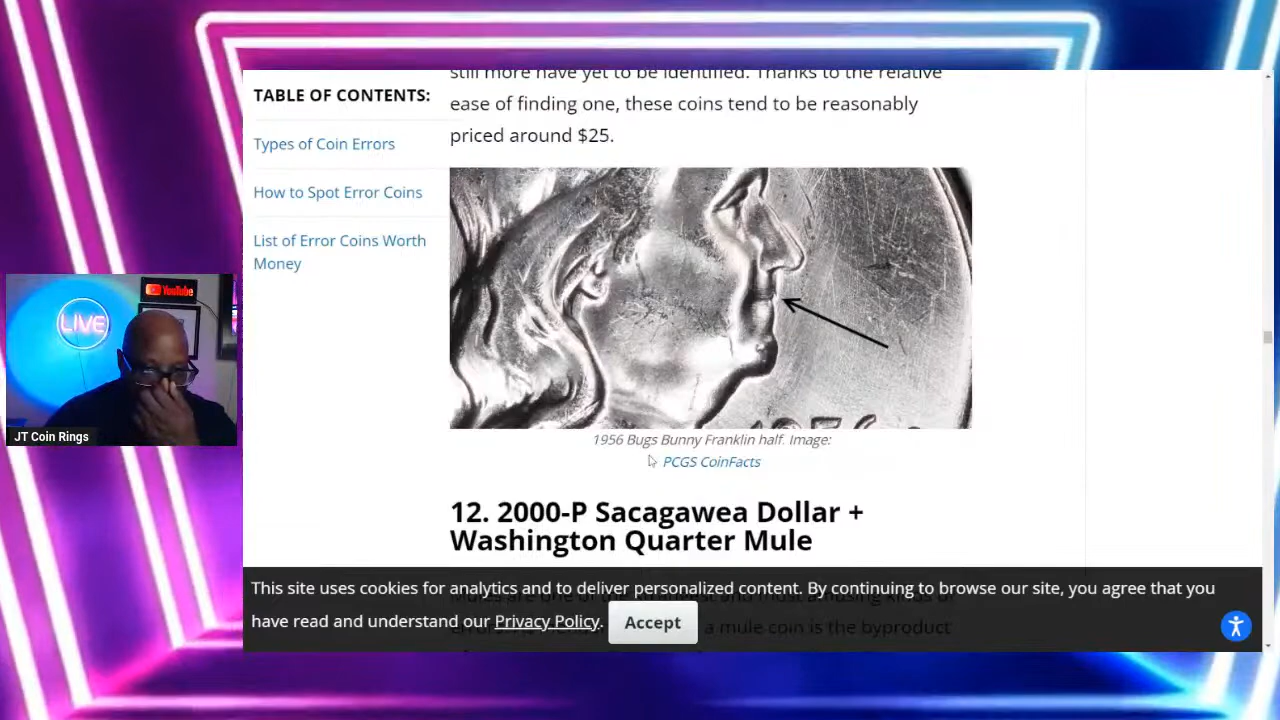 still more have yet to be identified. Thanks to the relative
TABLE OF CONTENTS:
ease of finding one, these coins tend to be reasonably
priced around $25.
Types of Coin Errors
How to Spot Error Coins
List of Error Coins Worth
Money
YouTube
LIVE
JT Coin Rings
1956
1956 Bugs Bunny Franklin half. Image:
PCGS CoinFacts
12. 2000-P Sacagawea Dollar +
Washington Quarter Mule
This site uses cookies for analytics and to deliver personalized content. By continuing to browse our site, you agree that you
have read and understand our Privacy Policy. Accept
a mule coin is the byproduct